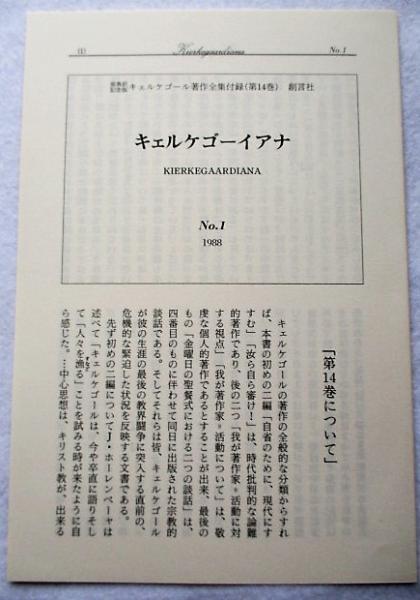 (1)
Kierkegaardiana
No.1
キェルケゴール著作全集付録(第14巻) 創言社
キェルケゴーイアナ
KIERKEGAARDIANA
No.1
1988
「第14巻について」
キェルケゴールの著作の全般的な分類からすれ
ば、本書の初めの二編「自省のために、現代にす
すむ」「汝ら自ら審け!」は、時代批判的な論難
的著作であり、後の二つ「我が著作家=活動に対
する視点」「我が著作家=活動について」は、敬
虔な個人的著作であるとすることが出来、最後の
もの「金曜日の聖餐式における二つの談話」は、
四番目のものに伴わせて同日に出版された宗教的
談話である。そしてそれらは皆、キェルケゴール
が彼の生涯の最後の教界闘争に突入する直前の、
危機的な緊迫した状況を反映する文書である。
先ず初めの二編についてJ・ホーレンベーヤは
述べて「キェルケゴールは、今や卒直に語りそし
て「人々を漁る」ことを試みる時が来たように自
ら感じた。…中心思想は、キリスト教が、出来る